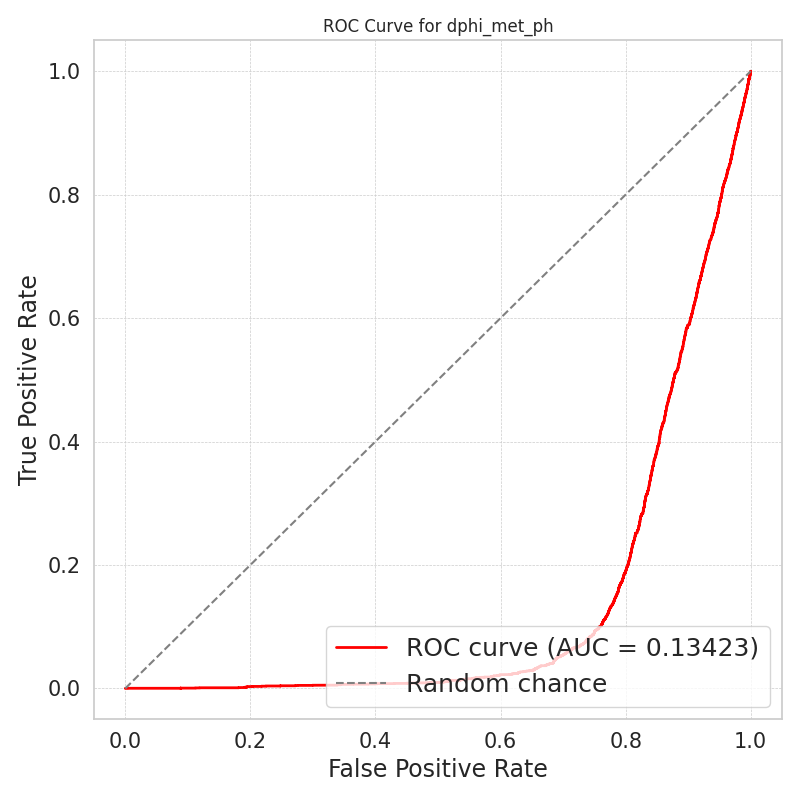 ROC Curve for dphi_met_ph
1.0
0.8
0.6
0.4
0.2
0.0
True Positive Rate
ROC curve (AUC = 0.13423)
Random chance
0.0 0.2 0.4 0.6 0.8 1.0
False Positive Rate